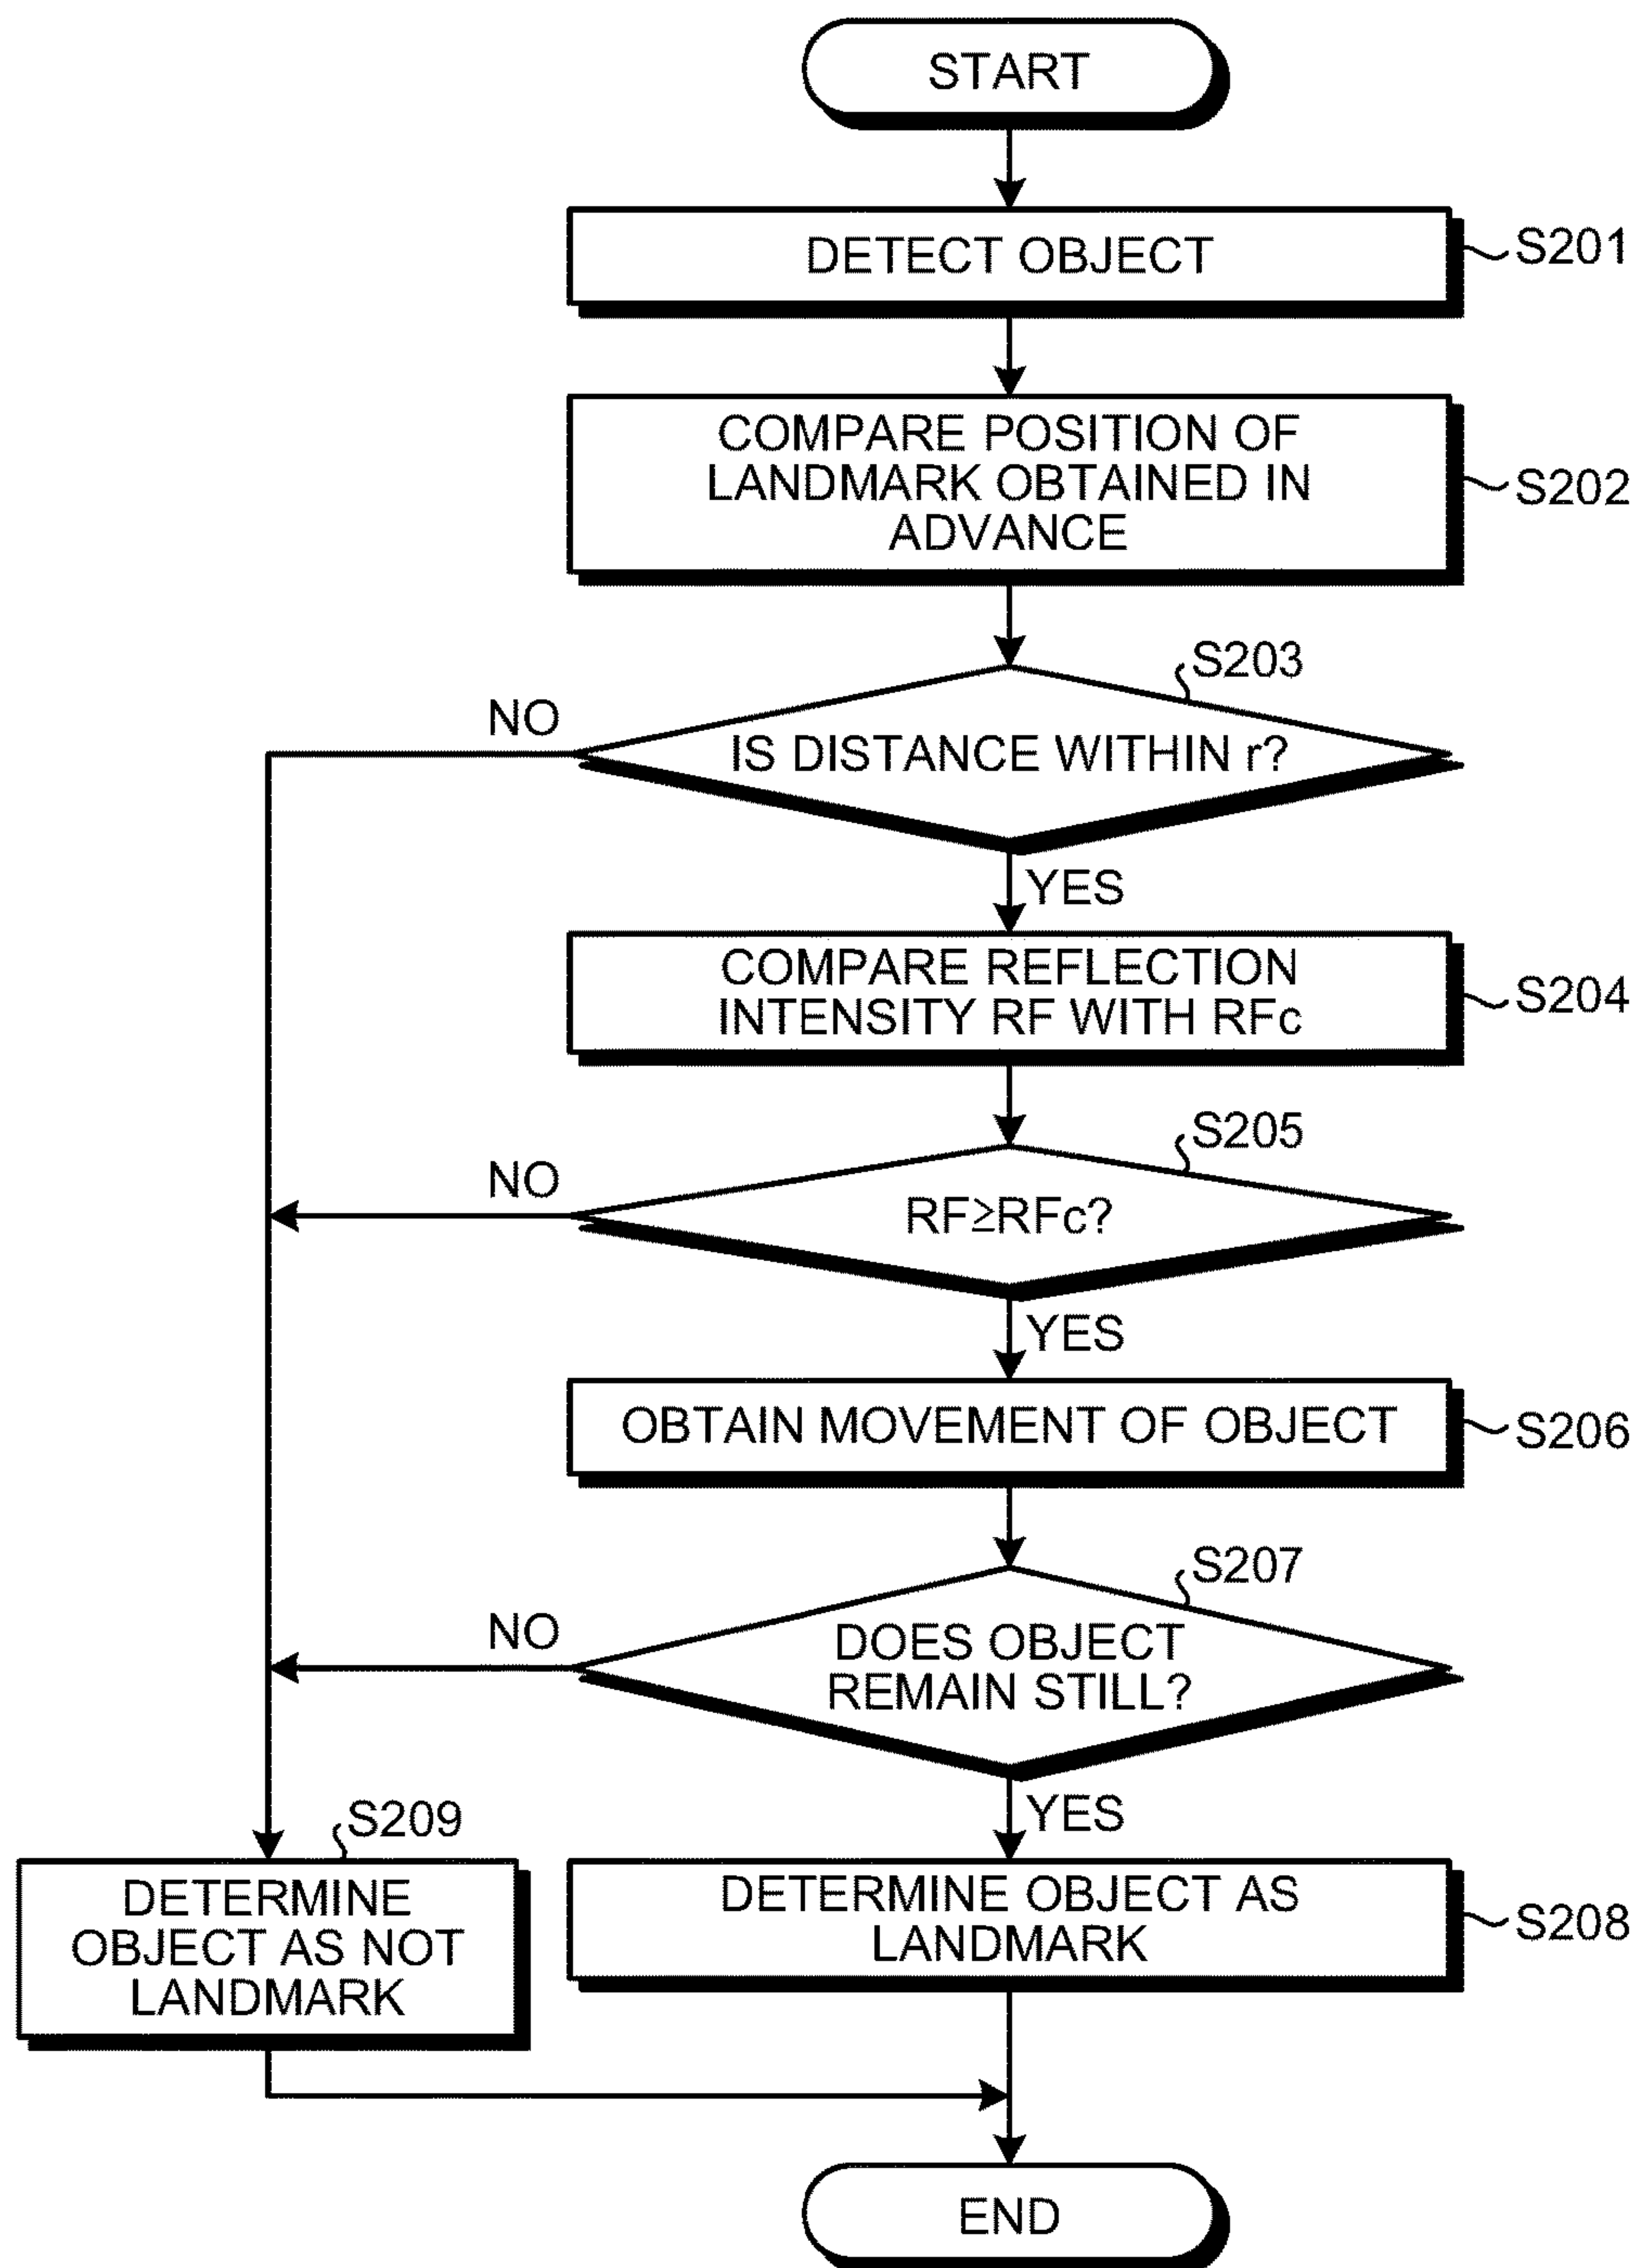 START
DETECT OBJECT
S201
COMPARE POSITION OF
LANDMARK OBTAINED IN
ADVANCE
S202
S203
NO
IS DISTANCE WITHIN r?
YES
COMPARE REFLECTION
INTENSITY RF WITH RFc
S204
S205
NO
RF≥RFc?
YES
OBTAIN MOVEMENT OF OBJECT
S206
S207
NO
DOES OBJECT
REMAIN STILL?
YES
S209
DETERMINE
OBJECT AS NOT
LANDMARK
DETERMINE OBJECT AS
LANDMARK
S208
END